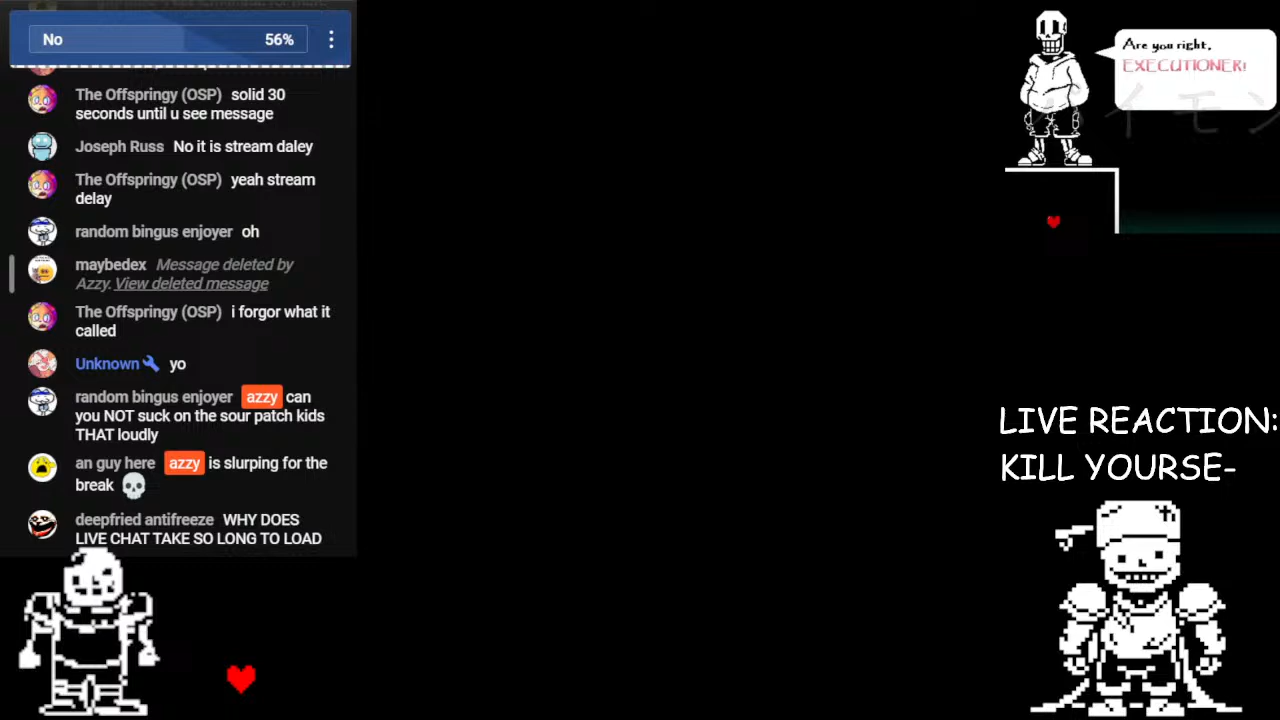 No 56%
The Offspringy (OSP) solid 30
seconds until u see message
Joseph Russ No it is stream daley
The Offspringy (OSP) yeah stream
delay
random bingus enjoyer oh
maybedex Message deleted by
Azzy. View deleted message
The Offspringy (OSP) i forgor what it
called
Unknown yo
random bingus enjoyer azzy can
you NOT suck on the sour patch kids
THAT loudly
an guy here azzy is slurping for the
break
deepfried antifreeze WHY DOES
LIVE CHAT TAKE SO LONG TO LOAD
Are you right,
EXECUTIONER!
イモン
LIVE REACTION:
KILL YOURSE-